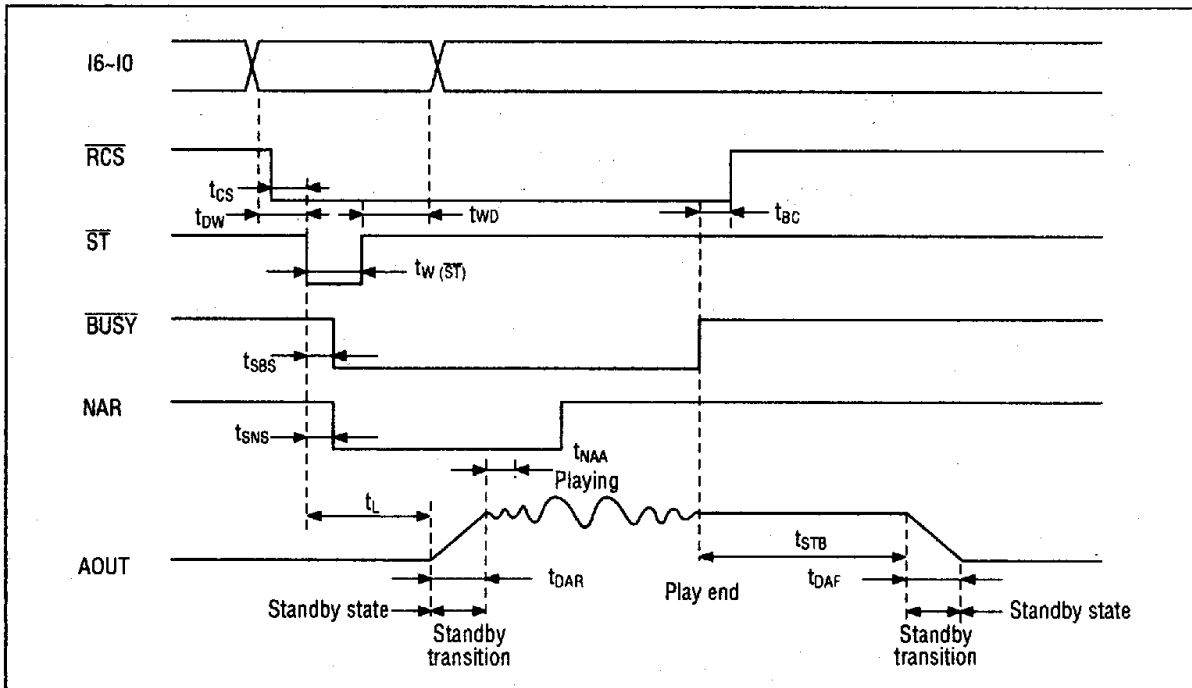 I6~I0
RCS
tCS
tDW
tWD
tBC
ST
tW (ST)
BUSY
tSBS
NAR
tSNS
tNAA
Playing
tL
tSTB
AOUT
tDAR
Play end
tDAF
Standby state
Standby
transition
Standby
transition
Standby state